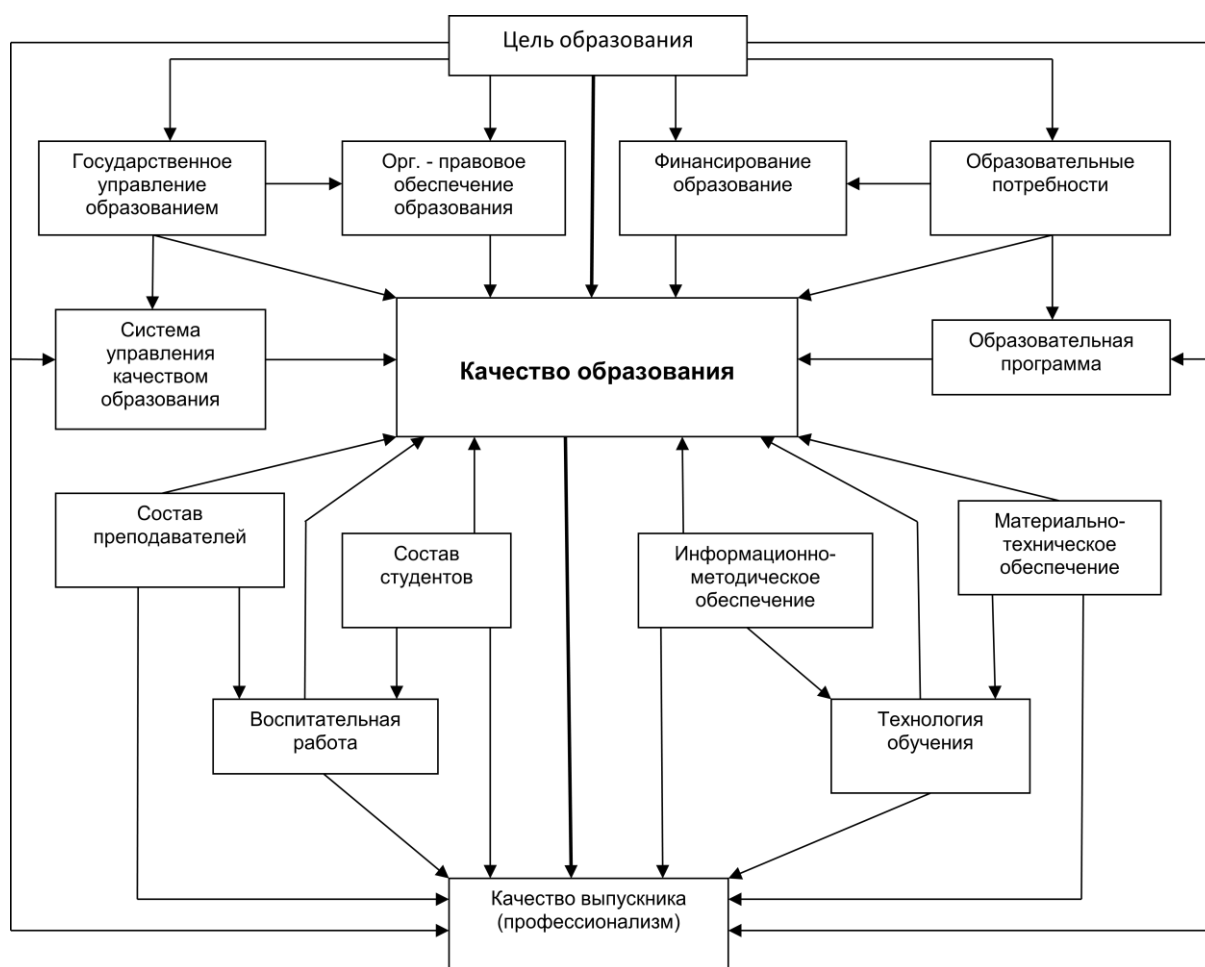 Цель образования
Государственное
управление
образованием
Орг. - правовое
обеспечение
образования
Финансирование
образование
Образовательные
потребности
Система
управления
качеством
образования
Качество образования
Образовательная
программа
Состав
преподавателей
Состав
студентов
Информационно-
методическое
обеспечение
Материально-
техническое
обеспечение
Воспитательная
работа
Технология
обучения
Качество выпускника
(профессионализм)